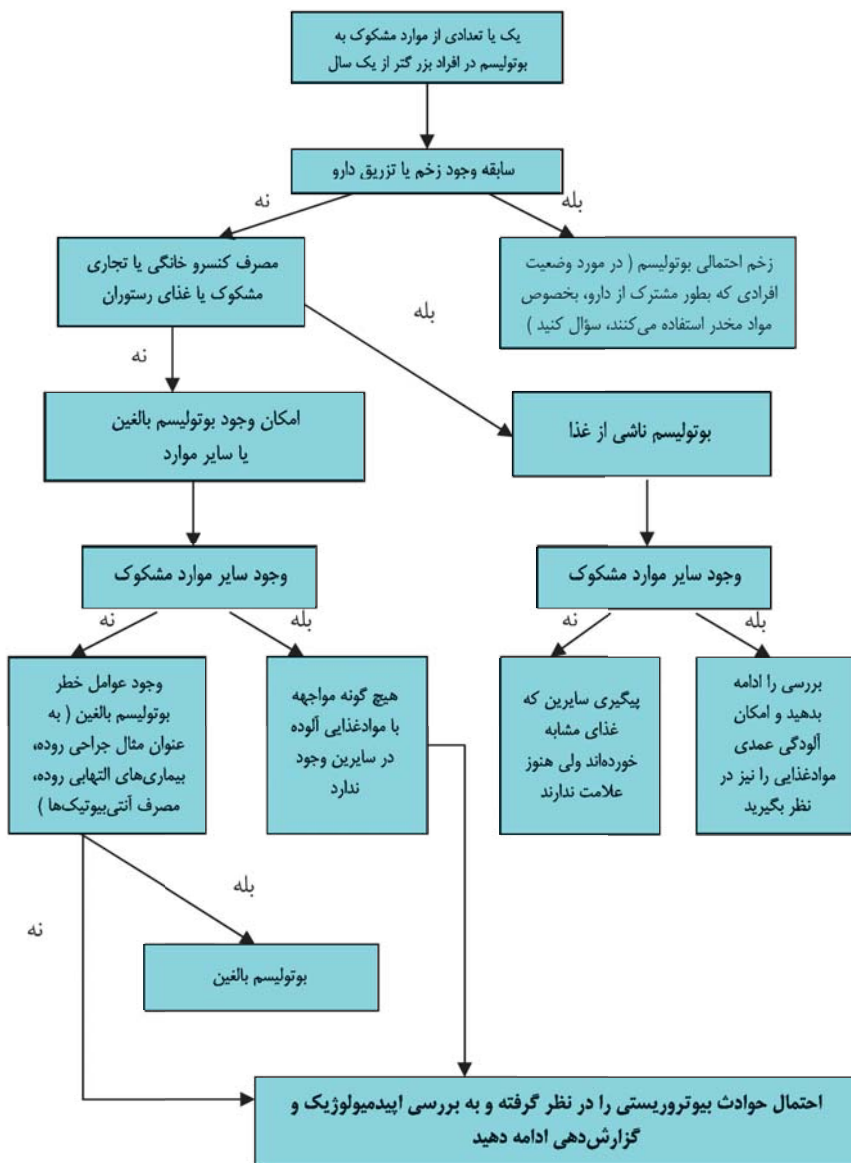 یک یا تعدادی از موارد مشکوک به
بوتولیسم در افراد بزر گتر از یک سال
سابقه وجود زخم یا تزریق دارو
بله
نه
زخم احتمالی بوتولیسم ( در مورد وضعیت
افرادی که بطور مشترک از دارو، بخصوص
مواد مخدر استفاده می‌کنند، سؤال کنید )
مصرف کنسرو خانگی یا تجاری
مشکوک یا غذای رستوران
بله
نه
بوتولیسم ناشی از غذا
امکان وجود بوتولیسم بالغین
یا سایر موارد
وجود سایر موارد مشکوک
وجود سایر موارد مشکوک
بله
نه
بله
نه
بررسی را ادامه
بدهید و امکان
آلودگی عمدی
موادغذایی را نیز در
نظر بگیرید
پیگیری سایرین که
غذای مشابه
خورده‌اند ولی هنوز
علامت ندارند
هیچ گونه مواجهه
با موادغذایی آلوده
در سایرین وجود
ندارد
وجود عوامل خطر
بوتولیسم بالغین ( به
عنوان مثال جراحی روده،
بیماری‌های التهابی روده،
مصرف آنتی‌بیوتیک‌ها )
بله
نه
بوتولیسم بالغین
احتمال حوادث بیوتروریستی را در نظر گرفته و به بررسی اپیدمیولوژیک و
گزارش‌دهی ادامه دهید